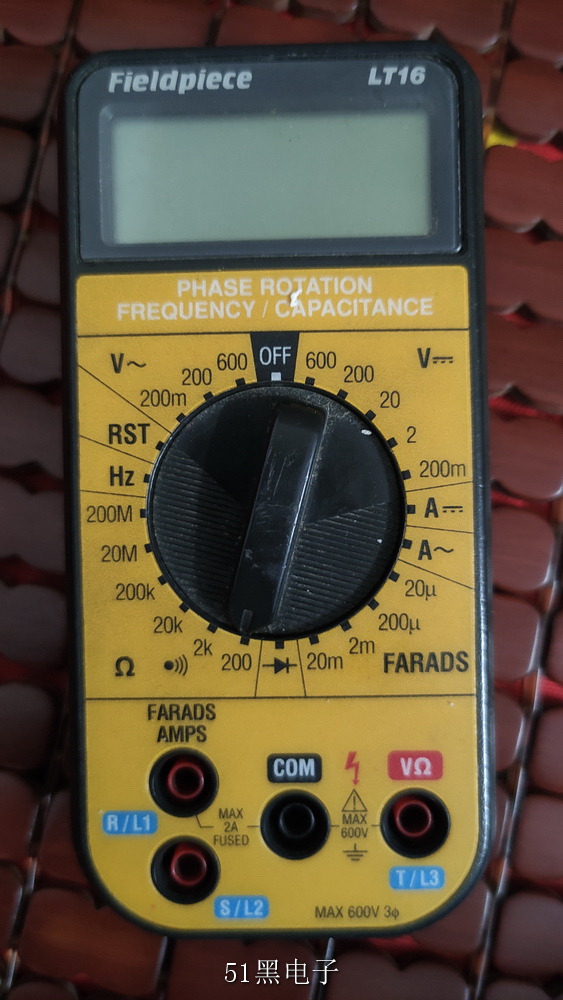 Fieldpiece LT16
PHASE ROTATION
FREQUENCY / CAPACITANCE
V~ 600 OFF 600 V⎓
200 200
200m 20
RST 2
Hz 200m
200M A⎓
20M A~
200k 20µ
20k 200µ
2k 2m
Ω 200 20m FARADS
FARADS
AMPS
COM VΩ
R/L1
MAX
2A
FUSED
MAX
600V
T/L3
S/L2
MAX 600V 3ϕ
51黑电子